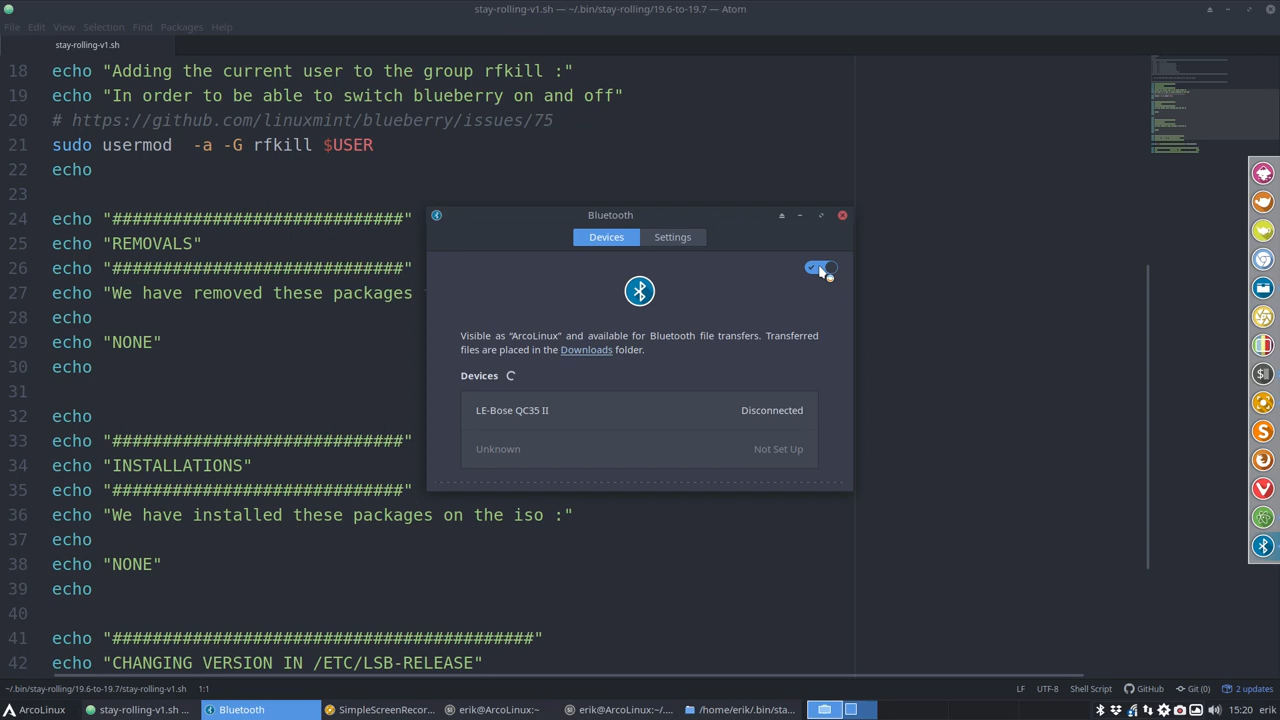 stay-rolling-v1.sh — ~/.bin/stay-rolling/19.6-to-19.7 — Atom
File Edit View Selection Find Packages Help
stay-rolling-v1.sh
18 echo "Adding the current user to the group rfkill :"
19 echo "In order to be able to switch blueberry on and off"
20 # https://github.com/linuxmint/blueberry/issues/75
21 sudo usermod  -a -G rfkill $USER
22 echo
23
24 echo "#############################"
25 echo "REMOVALS"
26 echo "#############################"
27 echo "We have removed these packages
28 echo
29 echo "NONE"
30 echo
31
32 echo
33 echo "#############################"
34 echo "INSTALLATIONS"
35 echo "#############################"
36 echo "We have installed these packages on the iso :"
37 echo
38 echo "NONE"
39 echo
40
41 echo "##########################################"
42 echo "CHANGING VERSION IN /ETC/LSB-RELEASE"
Bluetooth
Devices Settings
Visible as “ArcoLinux” and available for Bluetooth file transfers. Transferred
files are placed in the Downloads folder.
Devices
LE-Bose QC35 II Disconnected
Unknown Not Set Up
~/.bin/stay-rolling/19.6-to-19.7/stay-rolling-v1.sh 1:1 LF UTF-8 Shell Script GitHub Git (0) 2 updates
ArcoLinux stay-rolling-v1.sh ... Bluetooth SimpleScreenRecor... erik@ArcoLinux:~ erik@ArcoLinux:~/.... /home/erik/.bin/sta... 15:20 erik